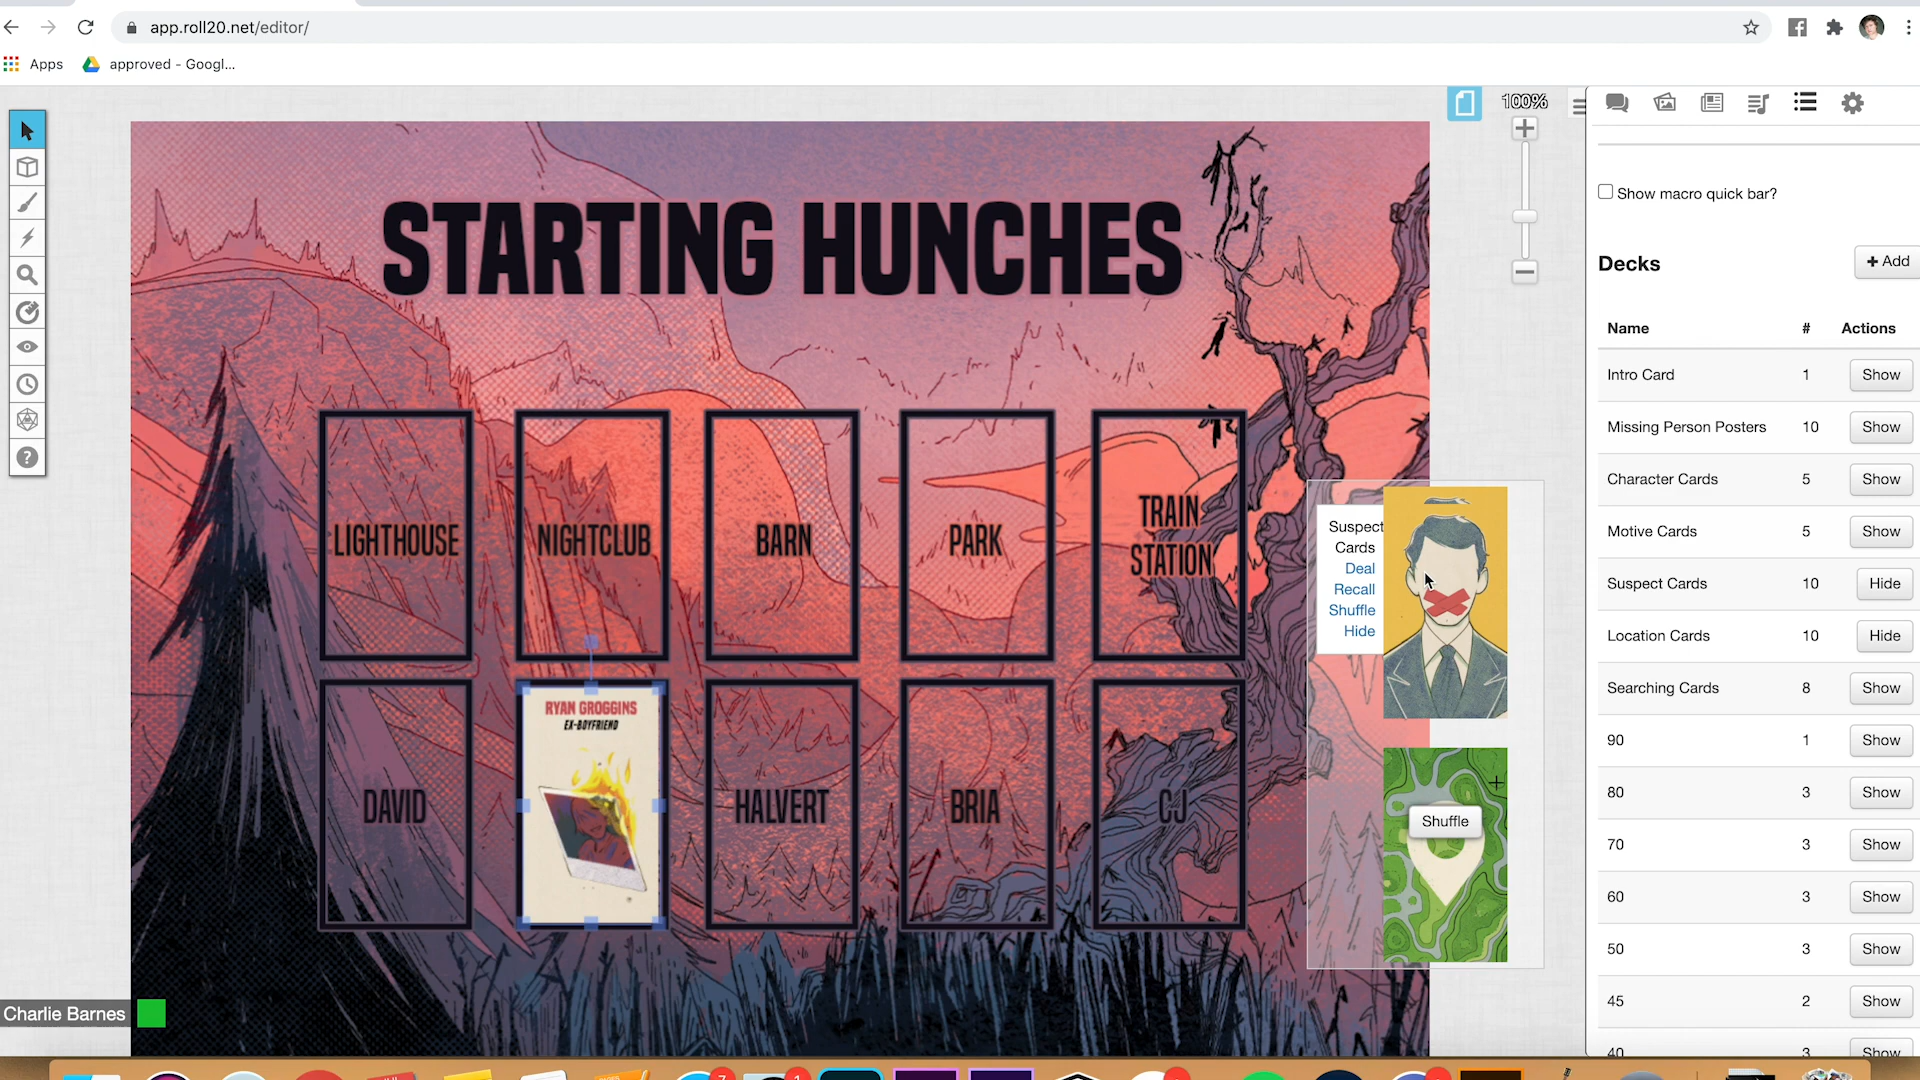 app.roll20.net/editor/
Apps
approved - Googl...
100%
Show macro quick bar?
Decks
+ Add
Name # Actions
Intro Card 1 Show
Missing Person Posters 10 Show
Character Cards 5 Show
Motive Cards 5 Show
Suspect Cards 10 Hide
Location Cards 10 Hide
Searching Cards 8 Show
90 1 Show
80 3 Show
70 3 Show
60 3 Show
50 3 Show
45 2 Show
40 3 Show
STARTING HUNCHES
LIGHTHOUSE
NIGHTCLUB
BARN
PARK
TRAIN
STATION
DAVID
RYAN GROGGINS
EX-BOYFRIEND
HALVERT
BRIA
CJ
Suspect
Cards
Deal
Recall
Shuffle
Hide
Shuffle
Charlie Barnes